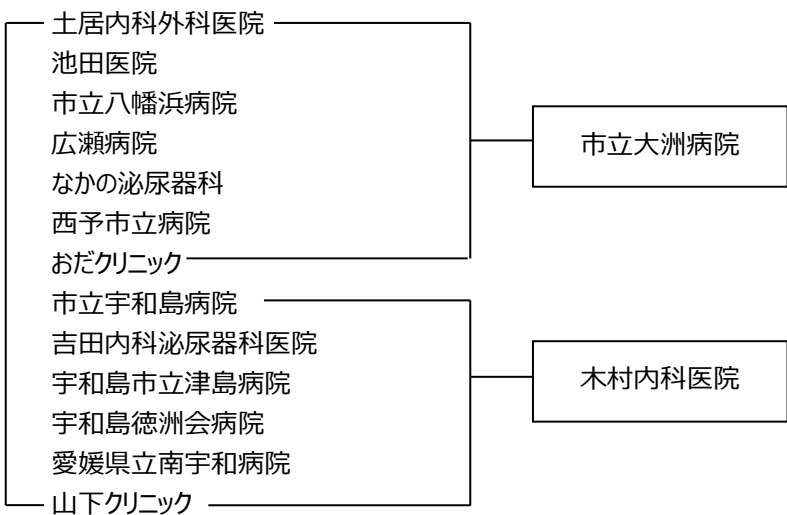 土居内科外科医院
池田医院
市立八幡浜病院
広瀬病院
なかの泌尿器科
西予市立病院
おだクリニック
市立大洲病院
市立宇和島病院
吉田内科泌尿器科医院
宇和島市立津島病院
宇和島徳洲会病院
愛媛県立南宇和病院
山下クリニック
木村内科医院